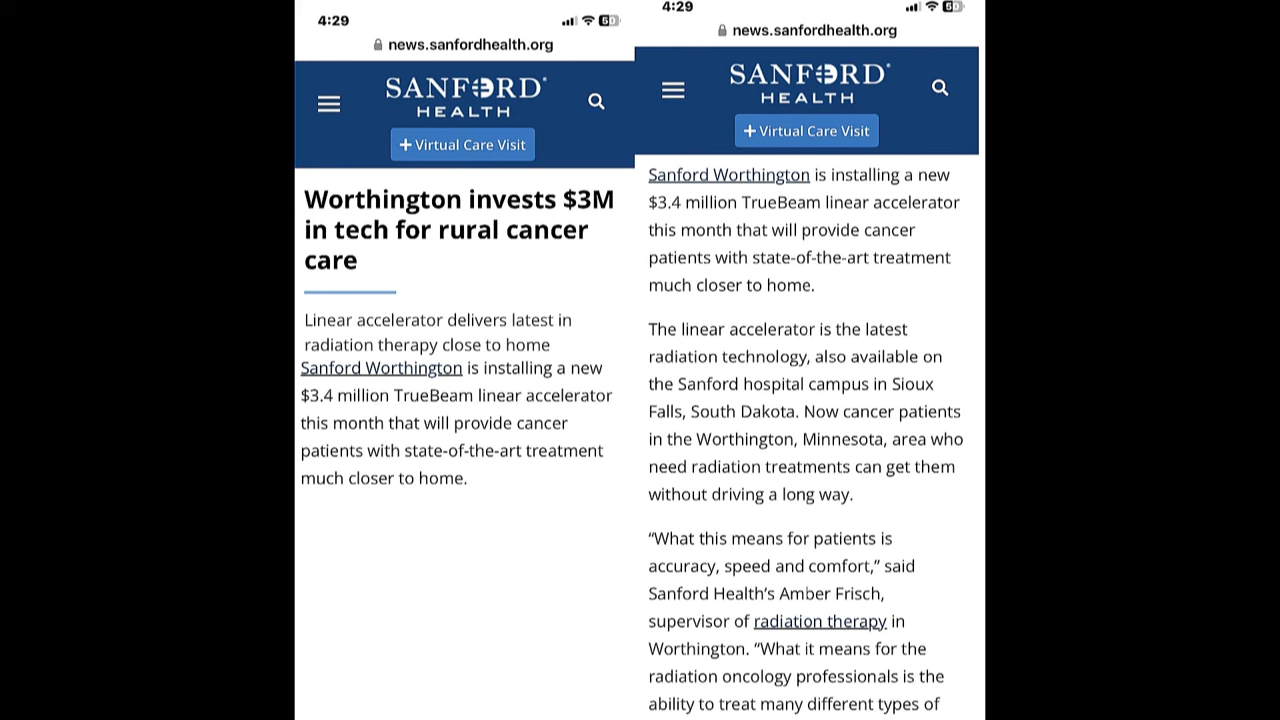 4:29
50
news.sanfordhealth.org
SANFORD
HEALTH
+ Virtual Care Visit
Worthington invests $3M
in tech for rural cancer
care
Linear accelerator delivers latest in
radiation therapy close to home
Sanford Worthington is installing a new
$3.4 million TrueBeam linear accelerator
this month that will provide cancer
patients with state-of-the-art treatment
much closer to home.
4:29
50
news.sanfordhealth.org
SANFORD
HEALTH
+ Virtual Care Visit
Sanford Worthington is installing a new
$3.4 million TrueBeam linear accelerator
this month that will provide cancer
patients with state-of-the-art treatment
much closer to home.
The linear accelerator is the latest
radiation technology, also available on
the Sanford hospital campus in Sioux
Falls, South Dakota. Now cancer patients
in the Worthington, Minnesota, area who
need radiation treatments can get them
without driving a long way.
“What this means for patients is
accuracy, speed and comfort,” said
Sanford Health’s Amber Frisch,
supervisor of radiation therapy in
Worthington. “What it means for the
radiation oncology professionals is the
ability to treat many different types of